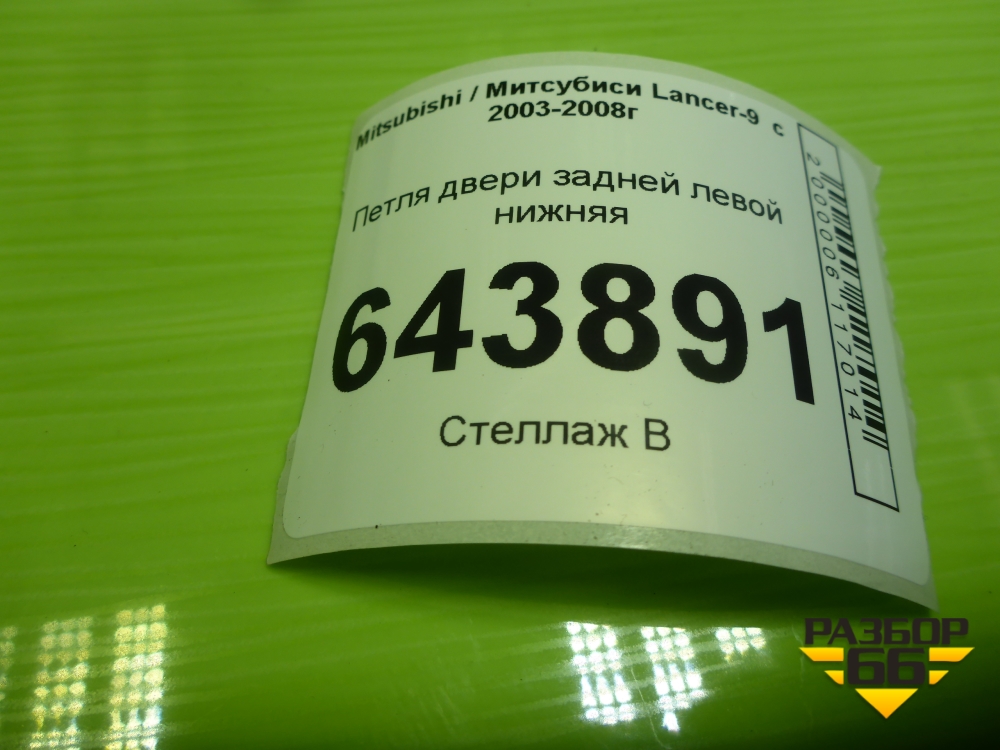 Mitsubishi / Митсубиси Lancer-9 с
2003-2008г
Петля двери задней левой
нижняя
643891
Стеллаж В
2000006117014
РАЗБОР
66